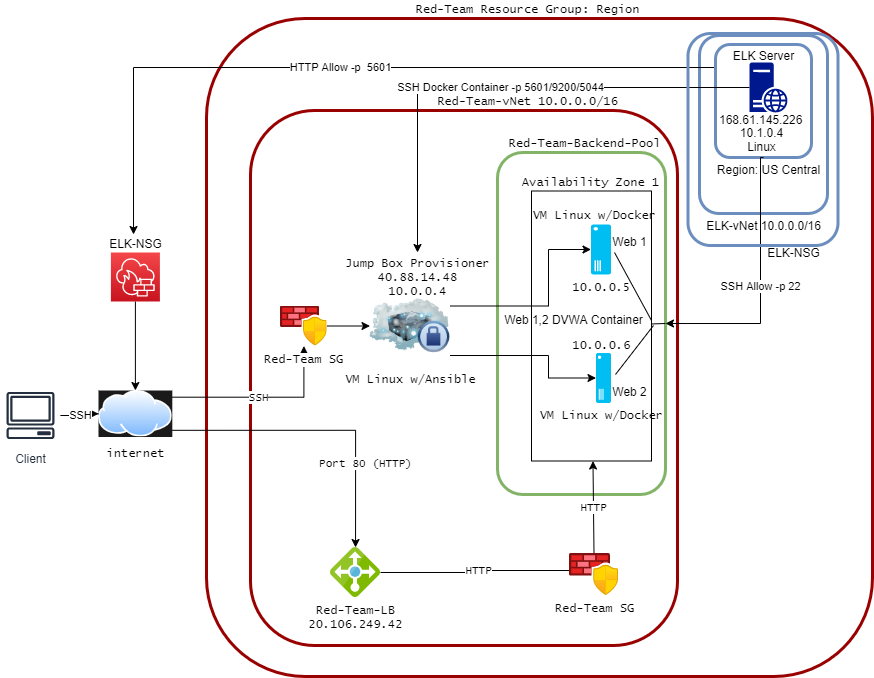 Red-Team Resource Group: Region
ELK Server
HTTP Allow -p 5601
SSH Docker Container -p 5601/9200/5044
Red-Team-vNet 10.0.0.0/16
168.61.145.226
10.1.0.4
Linux
Red-Team-Backend-Pool
Region: US Central
Availability Zone 1
VM Linux w/Docker
ELK-vNet 10.0.0.0/16
ELK-NSG
Web 1
ELK-NSG
Jump Box Provisioner
40.88.14.48
10.0.0.4
10.0.0.5
SSH Allow -p 22
Web 1,2 DVWA Container
10.0.0.6
Red-Team SG
VM Linux w/Ansible
Web 2
SSH
SSH
VM Linux w/Docker
Client
internet
Port 80 (HTTP)
HTTP
HTTP
Red-Team-LB
20.106.249.42
Red-Team SG